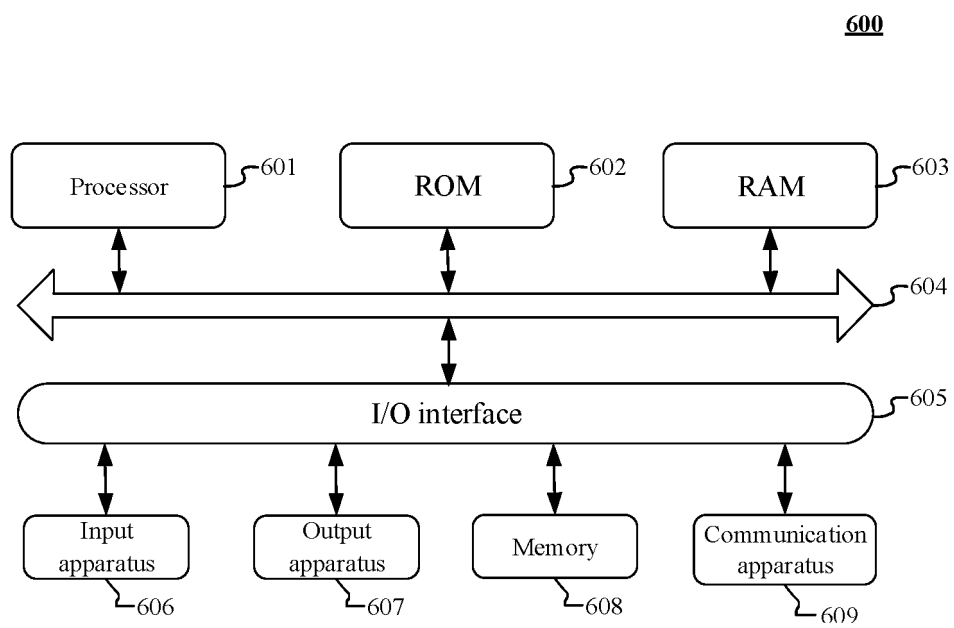 600
Processor
601
ROM
602
RAM
603
604
I/O interface
605
Input
apparatus
606
Output
apparatus
607
Memory
608
Communication
apparatus
609